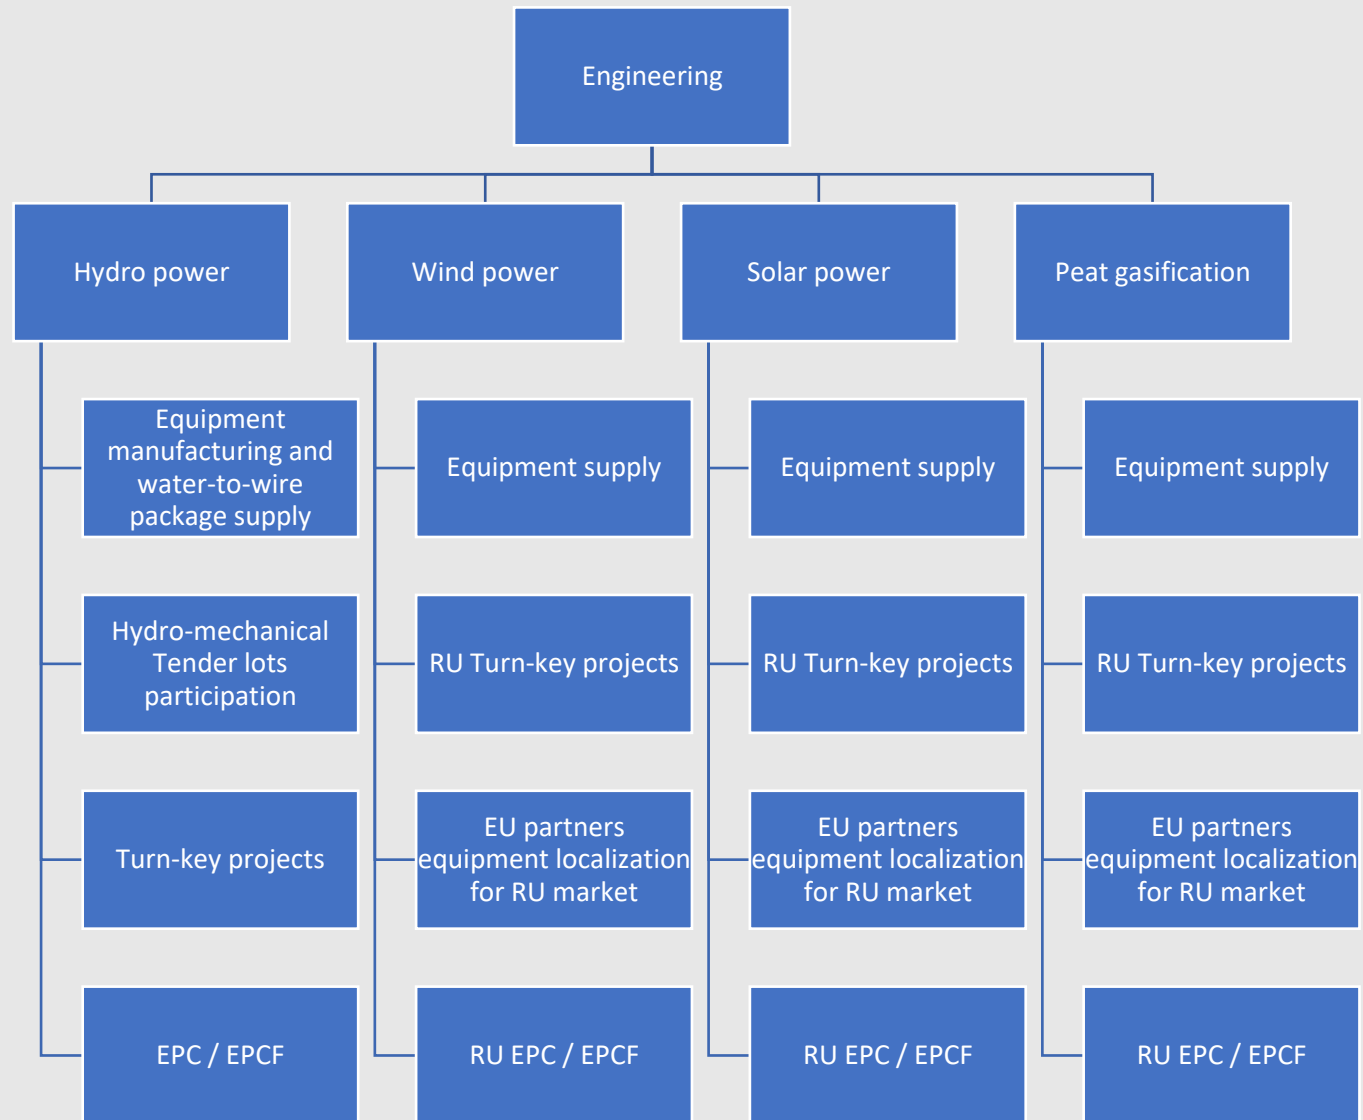 Engineering
Hydro power
Wind power
Solar power
Peat gasification
Equipment
manufacturing and
water-to-wire
package supply
Equipment supply
Equipment supply
Equipment supply
Hydro-mechanical
Tender lots
participation
RU Turn-key projects
RU Turn-key projects
RU Turn-key projects
Turn-key projects
EU partners
equipment localization
for RU market
EU partners
equipment localization
for RU market
EU partners
equipment localization
for RU market
EPC / EPCF
RU EPC / EPCF
RU EPC / EPCF
RU EPC / EPCF